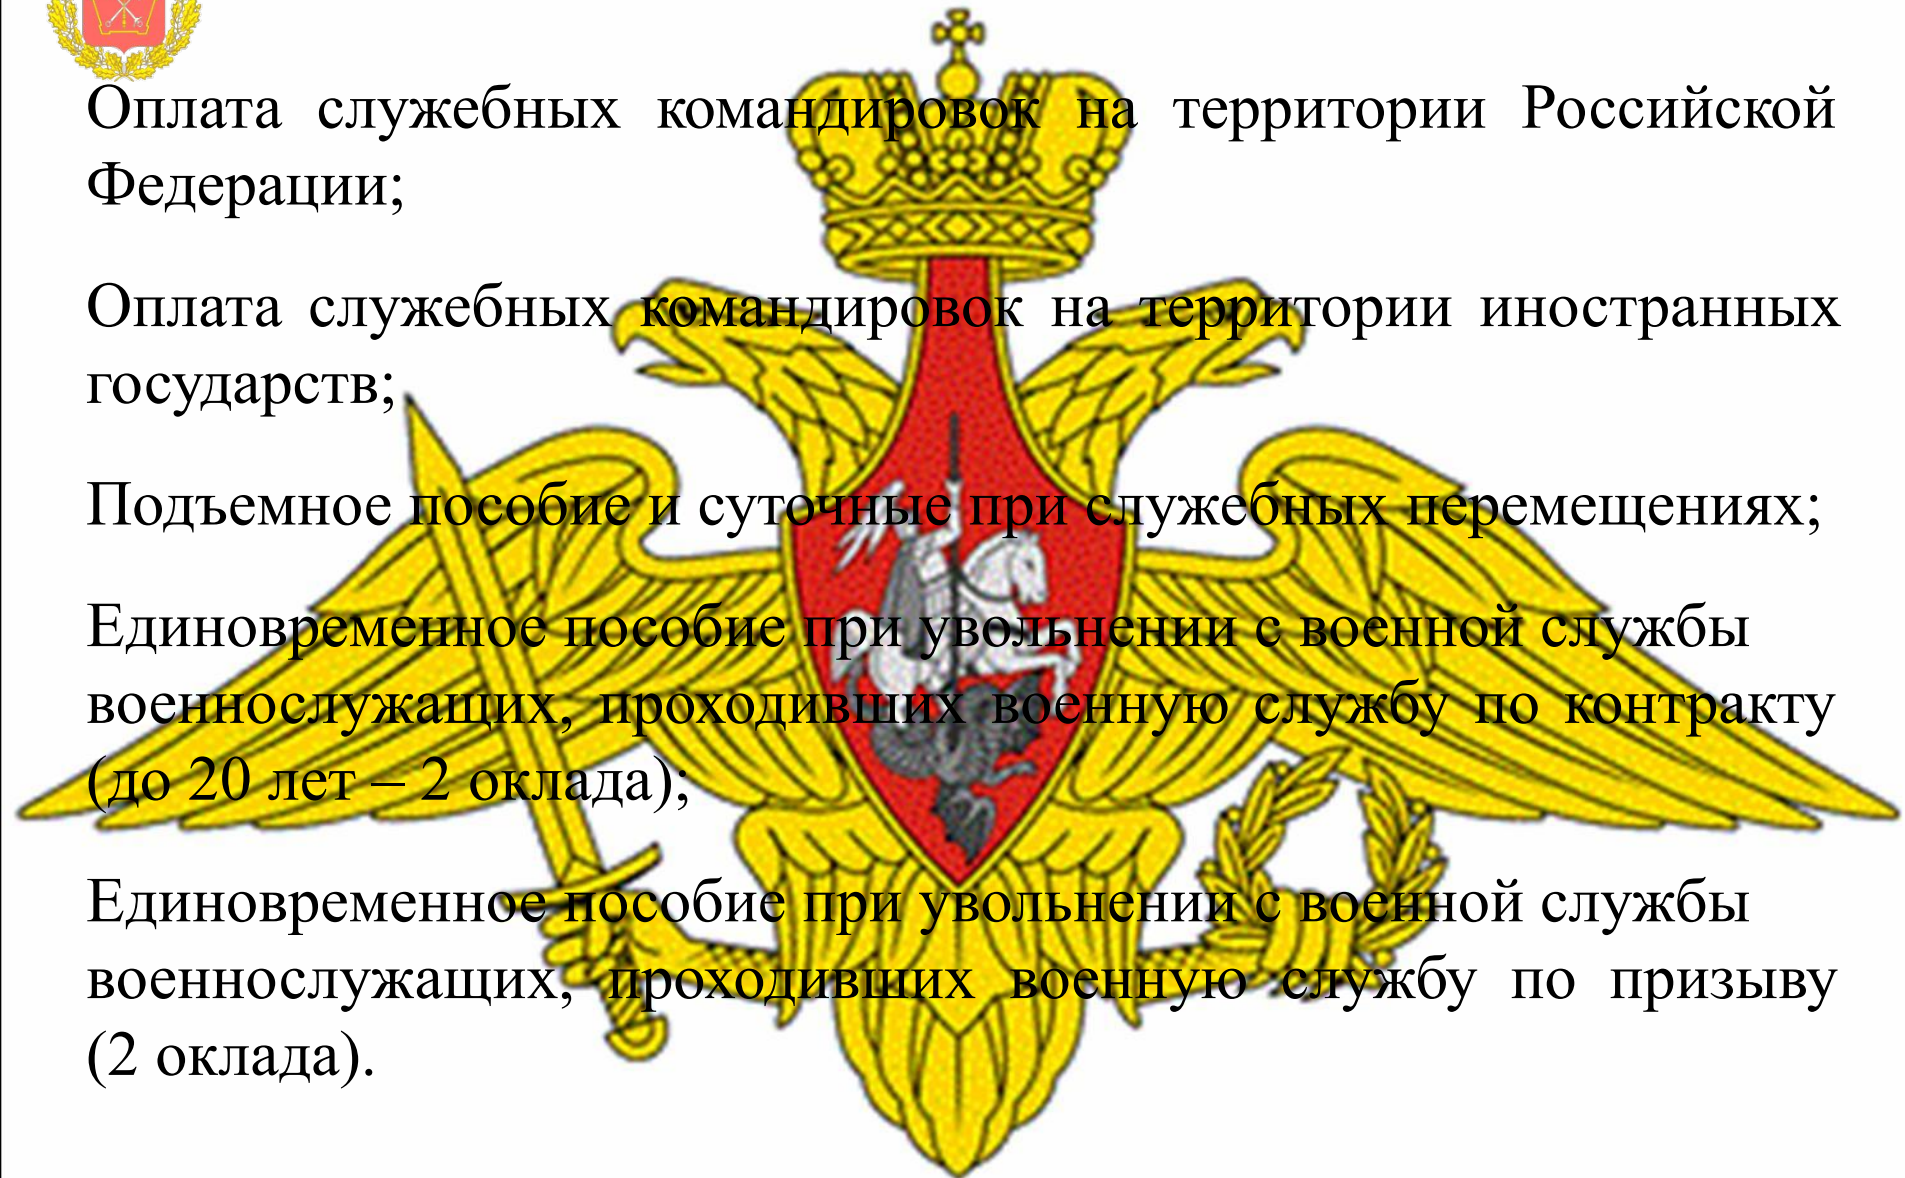 Оплата служебных командировок на территории Российской
Федерации;
Оплата служебных командировок на территории иностранных
государств;
Подъемное пособие и суточные при служебных перемещениях;
Единовременное пособие при увольнении с военной службы
военнослужащих, проходивших военную службу по контракту
(до 20 лет – 2 оклада);
Единовременное пособие при увольнении с военной службы
военнослужащих, проходивших военную службу по призыву
(2 оклада).